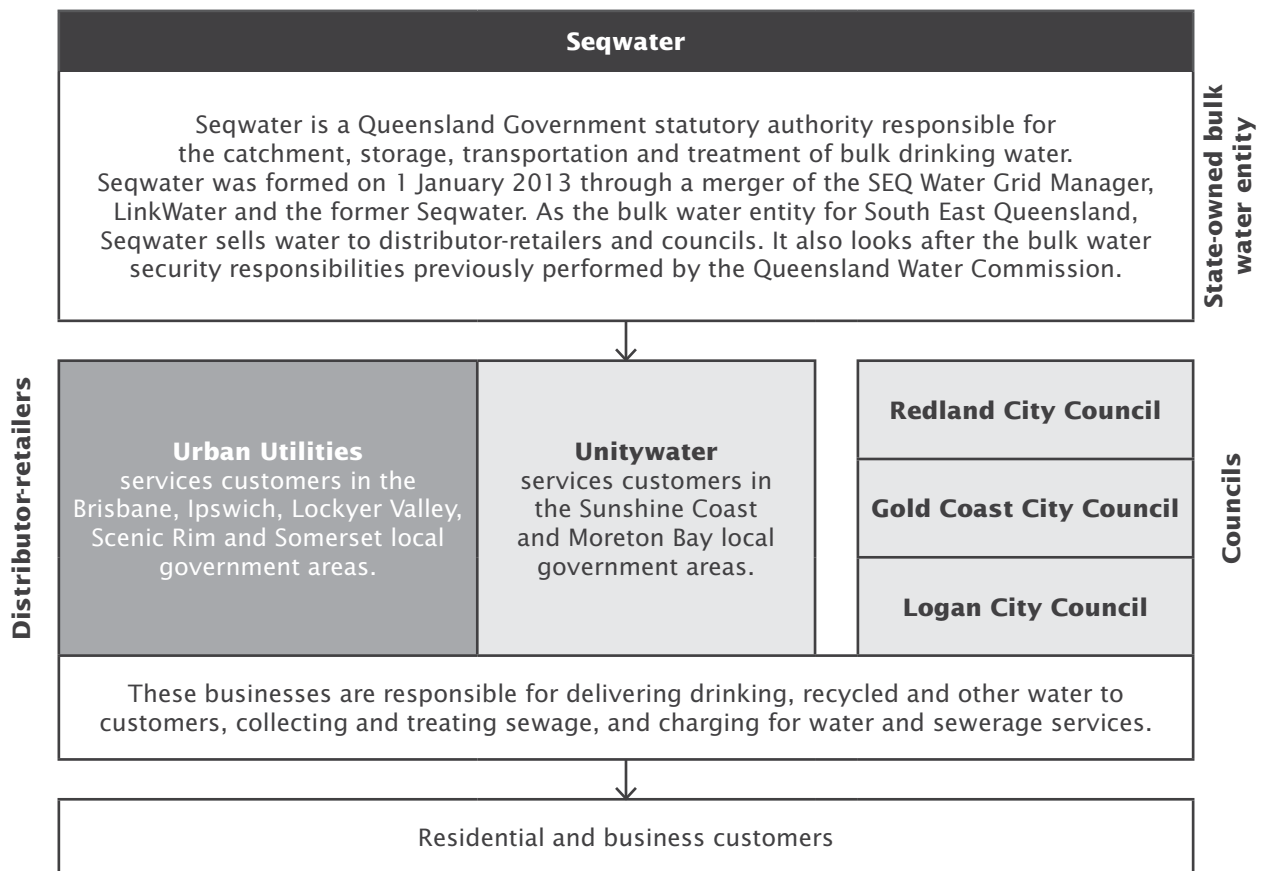 Seqwater
Seqwater is a Queensland Government statutory authority responsible for
the catchment, storage, transportation and treatment of bulk drinking water.
Seqwater was formed on 1 January 2013 through a merger of the SEQ Water Grid Manager,
LinkWater and the former Seqwater. As the bulk water entity for South East Queensland,
Seqwater sells water to distributor-retailers and councils. It also looks after the bulk water
security responsibilities previously performed by the Queensland Water Commission.
State-owned bulk
water entity
Distributor-retailers
Urban Utilities
services customers in the
Brisbane, Ipswich, Lockyer Valley,
Scenic Rim and Somerset local
government areas.
Unitywater
services customers in
the Sunshine Coast
and Moreton Bay local
government areas.
Redland City Council
Gold Coast City Council
Logan City Council
Councils
These businesses are responsible for delivering drinking, recycled and other water to
customers, collecting and treating sewage, and charging for water and sewerage services.
Residential and business customers